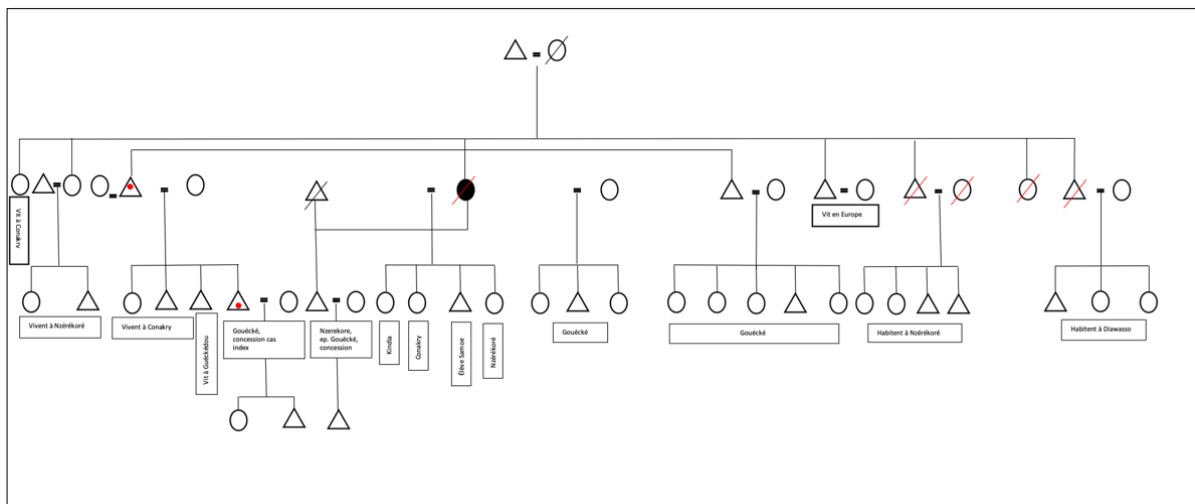 Vit à Conakry
Vit en Europe
Vivent à Nzérékoré
Vivent à Conakry
Vit à Guéckédou
Gouécké,
concession cas
index
Nzerekore,
ep. Gouécké,
concession
Kindia
Conakry
Élève Samoe
Nzérékoré
Gouécké
Gouécké
Habitent à Nzérékoré
Habitent à Diawasso